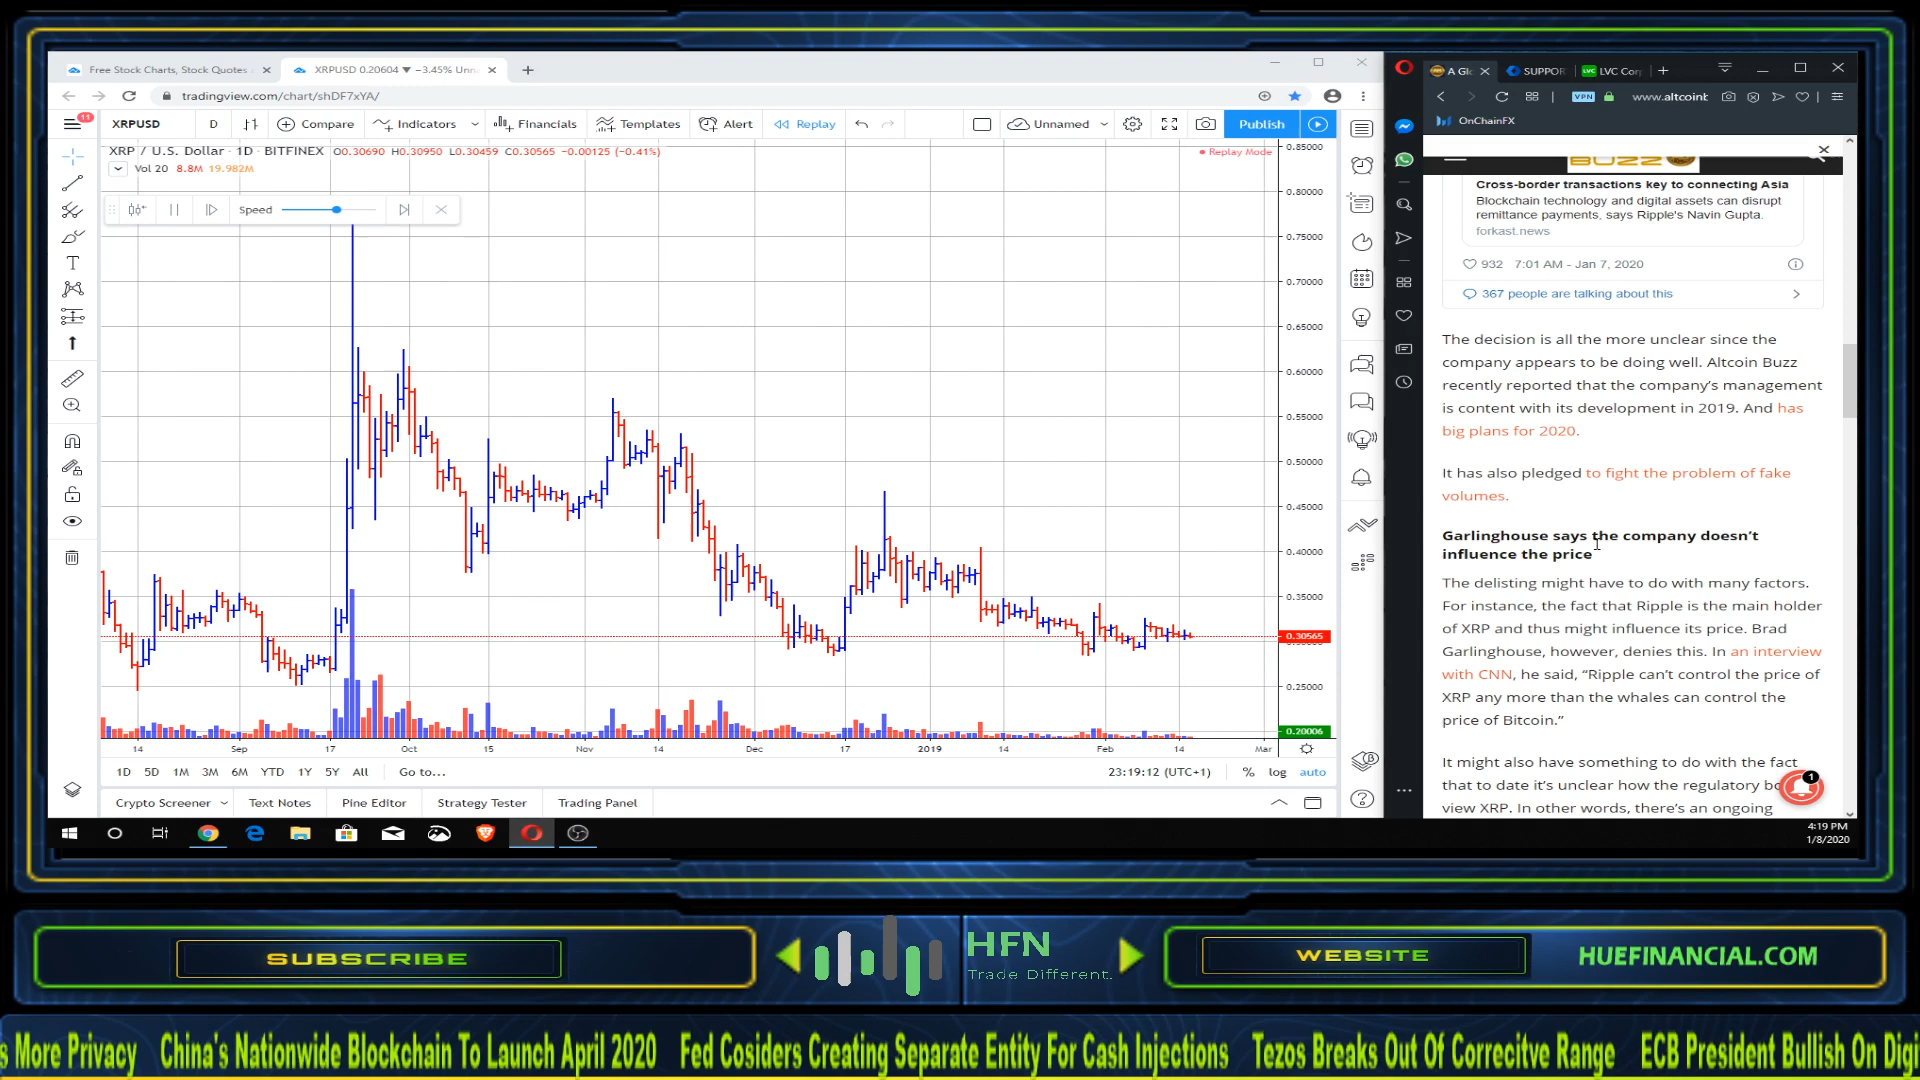 Free Stock Charts, Stock Quotes
XRPUSD 0.20604 ▼ −3.45% Unn
tradingview.com/chart/shDF7xYA/
11
XRPUSD
D
Compare
Indicators
Financials
Templates
Alert
Replay
Unnamed
Publish
XRP / U.S. Dollar · 1D · BITFINEX O0.30690 H0.30950 L0.30459 C0.30565 −0.00125 (−0.41%)
Replay Mode
Vol 20 8.8M 19.982M
Speed
0.85000
0.80000
0.75000
0.70000
0.65000
0.60000
0.55000
0.50000
0.45000
0.40000
0.35000
0.30565
0.25000
0.20006
14 Sep 17 Oct 15 Nov 14 Dec 17 2019 14 Feb 14 Mar
1D 5D 1M 3M 6M YTD 1Y 5Y All Go to...
23:19:12 (UTC+1) % log auto
Crypto Screener Text Notes Pine Editor Strategy Tester Trading Panel
A Gl
SUPPOR
LVC Cor
VPN
www.altcoint
OnChainFX
BUZZ
Cross-border transactions key to connecting Asia
Blockchain technology and digital assets can disrupt
remittance payments, says Ripple's Navin Gupta.
forkast.news
932 7:01 AM - Jan 7, 2020
367 people are talking about this
The decision is all the more unclear since the
company appears to be doing well. Altcoin Buzz
recently reported that the company's management
is content with its development in 2019. And has
big plans for 2020.
It has also pledged to fight the problem of fake
volumes.
Garlinghouse says the company doesn't
influence the price
The delisting might have to do with many factors.
For instance, the fact that Ripple is the main holder
of XRP and thus might influence its price. Brad
Garlinghouse, however, denies this. In an interview
with CNN, he said, “Ripple can't control the price of
XRP any more than the whales can control the
price of Bitcoin.”
It might also have something to do with the fact
that to date it's unclear how the regulatory bo
view XRP. In other words, there's an ongoing
1
4:19 PM
1/8/2020
SUBSCRIBE
HFN
Trade Different.
WEBSITE
HUEFINANCIAL.COM
s More Privacy China's Nationwide Blockchain To Launch April 2020 Fed Cosiders Creating Separate Entity For Cash Injections Tezos Breaks Out Of Correcitve Range ECB President Bullish On Digi